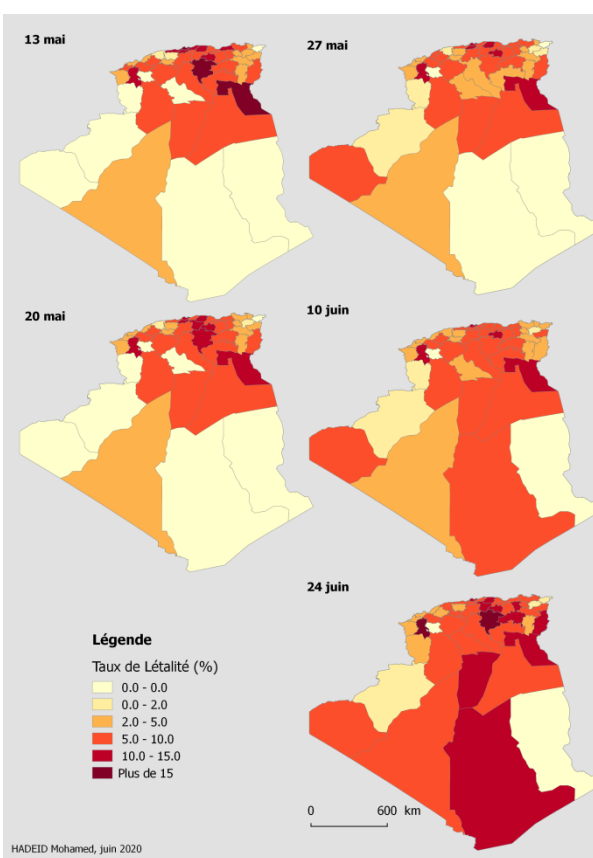 13 mai
27 mai
20 mai
10 juin
24 juin
Légende
Taux de Létalité (%)
0.0 - 0.0
0.0 - 2.0
2.0 - 5.0
5.0 - 10.0
10.0 - 15.0
Plus de 15
0 600 km
HADEID Mohamed, juin 2020